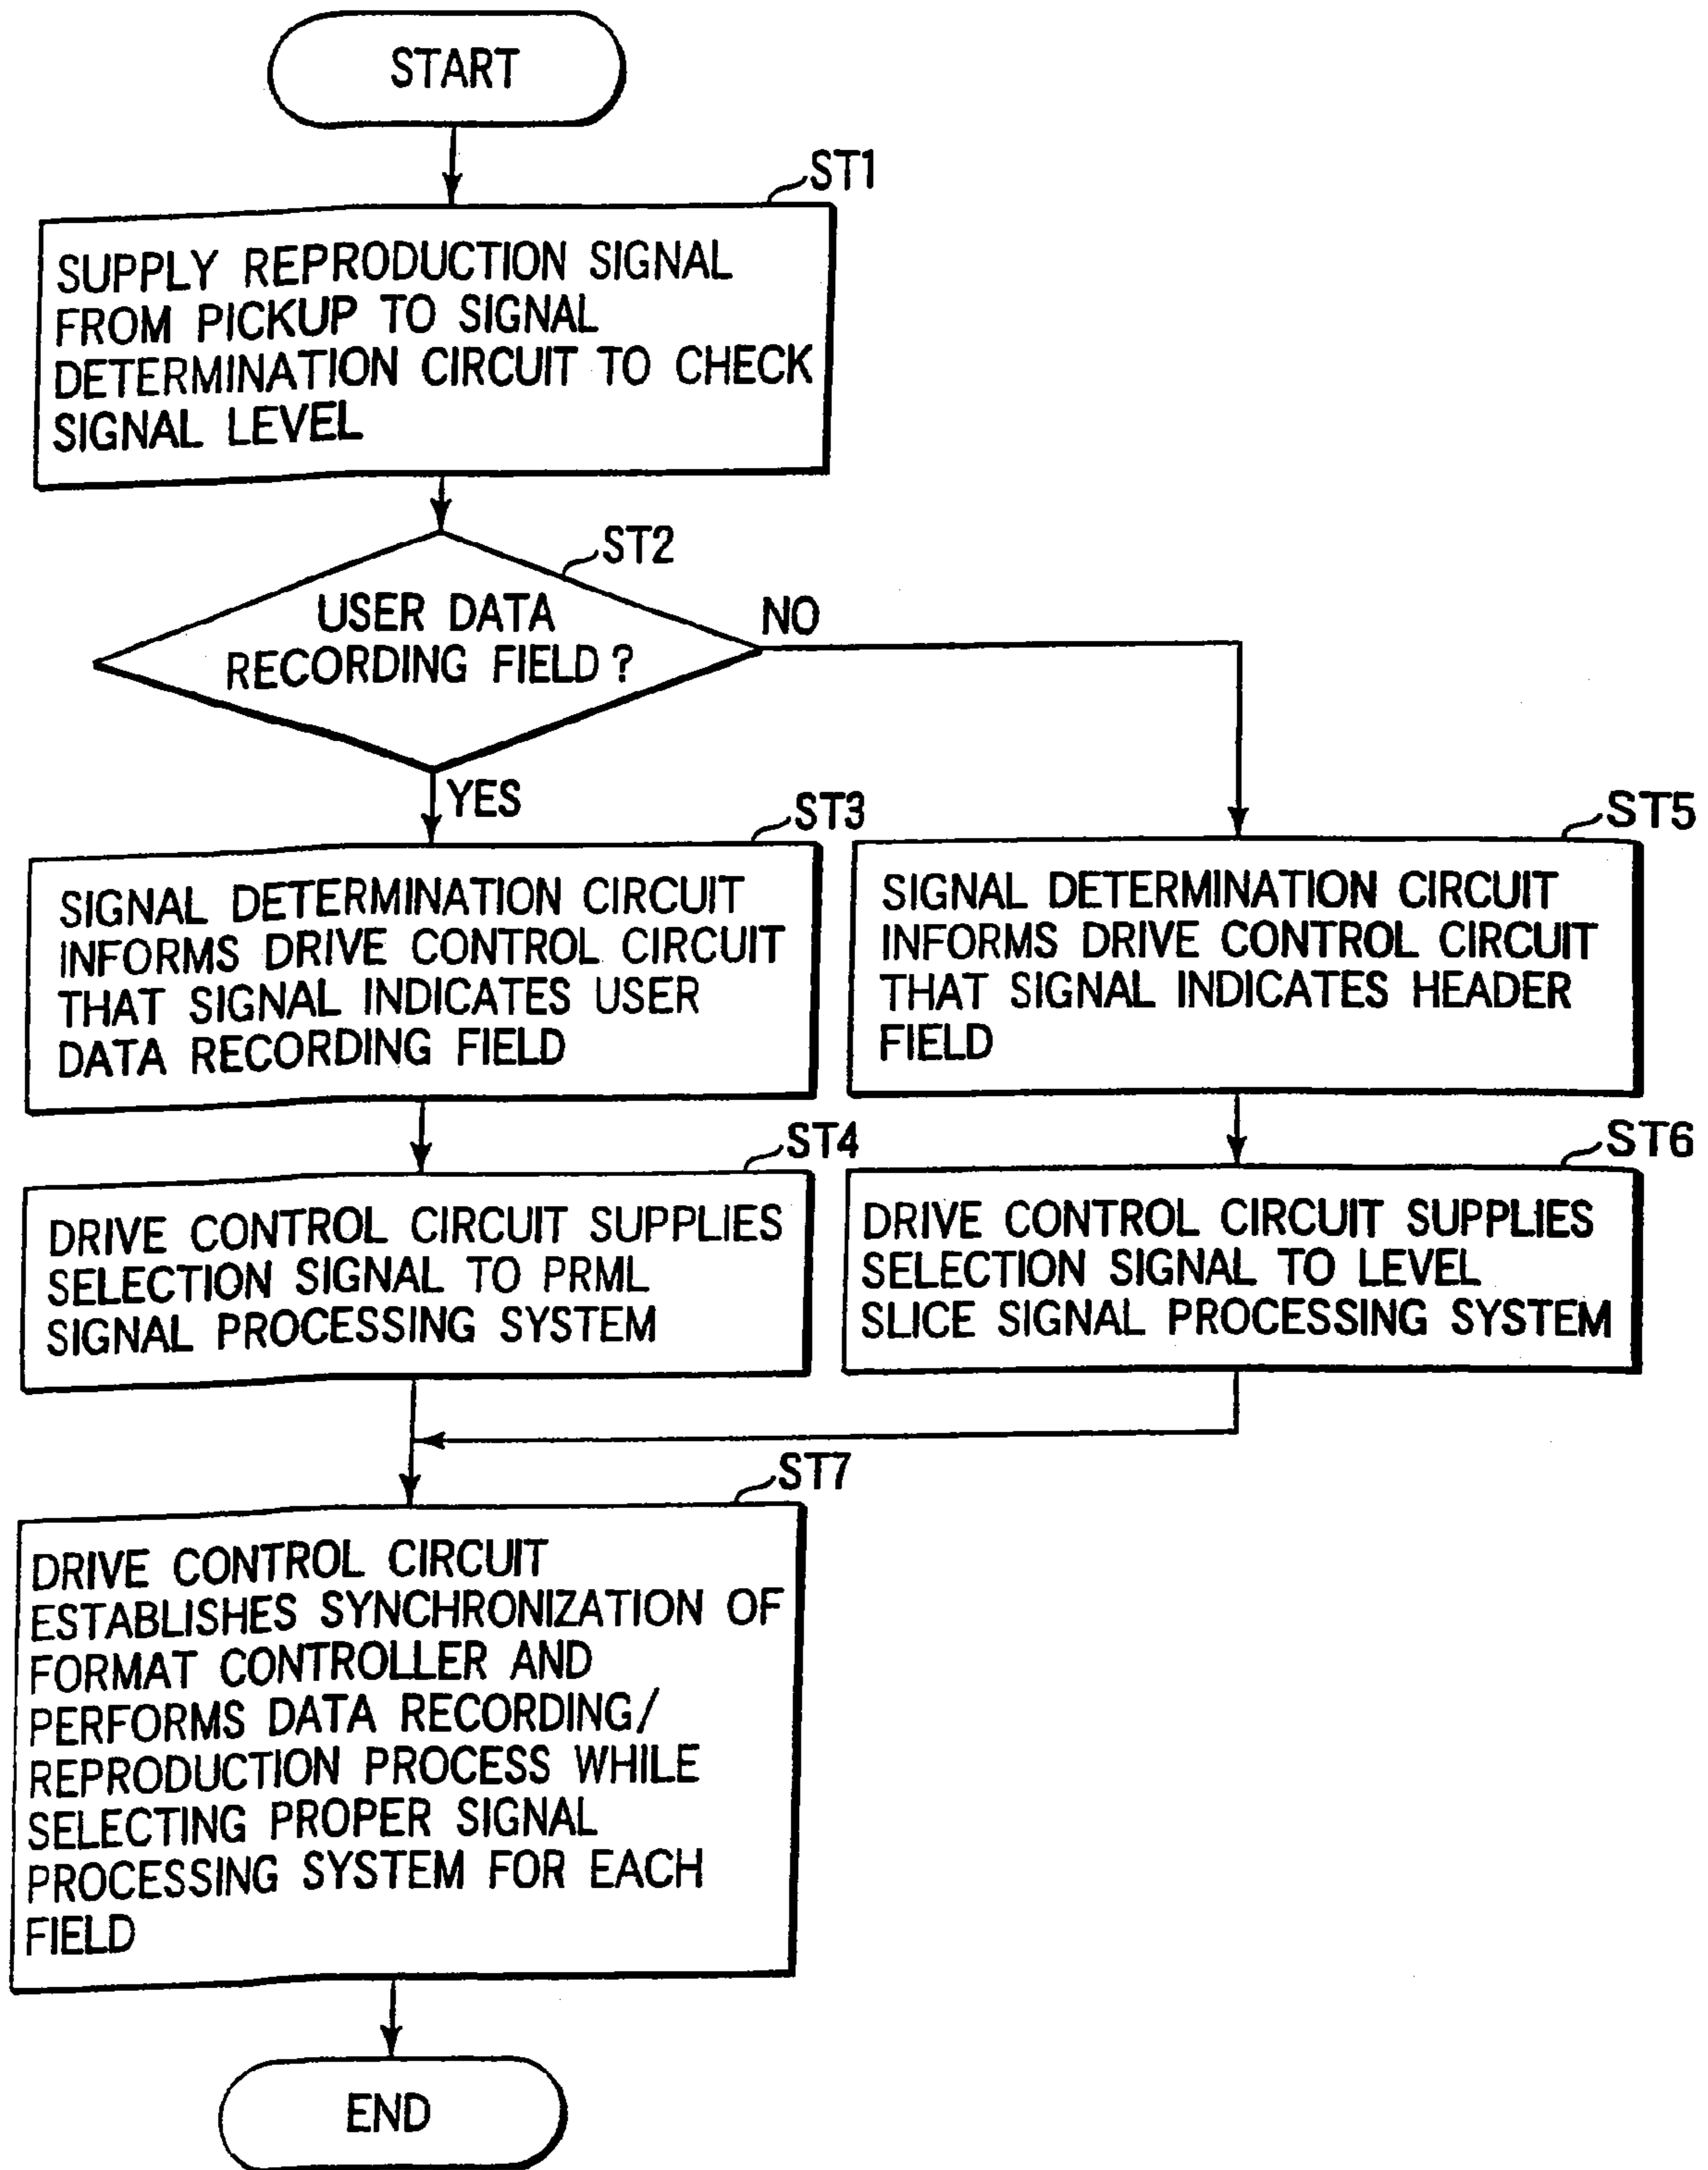 START
ST1
SUPPLY REPRODUCTION SIGNAL
FROM PICKUP TO SIGNAL
DETERMINATION CIRCUIT TO CHECK
SIGNAL LEVEL
ST2
USER DATA
RECORDING FIELD?
NO
YES
ST3
SIGNAL DETERMINATION CIRCUIT
INFORMS DRIVE CONTROL CIRCUIT
THAT SIGNAL INDICATES USER
DATA RECORDING FIELD
ST5
SIGNAL DETERMINATION CIRCUIT
INFORMS DRIVE CONTROL CIRCUIT
THAT SIGNAL INDICATES HEADER
FIELD
ST4
DRIVE CONTROL CIRCUIT SUPPLIES
SELECTION SIGNAL TO PRML
SIGNAL PROCESSING SYSTEM
ST6
DRIVE CONTROL CIRCUIT SUPPLIES
SELECTION SIGNAL TO LEVEL
SLICE SIGNAL PROCESSING SYSTEM
ST7
DRIVE CONTROL CIRCUIT
ESTABLISHES SYNCHRONIZATION OF
FORMAT CONTROLLER AND
PERFORMS DATA RECORDING/
REPRODUCTION PROCESS WHILE
SELECTING PROPER SIGNAL
PROCESSING SYSTEM FOR EACH
FIELD
END